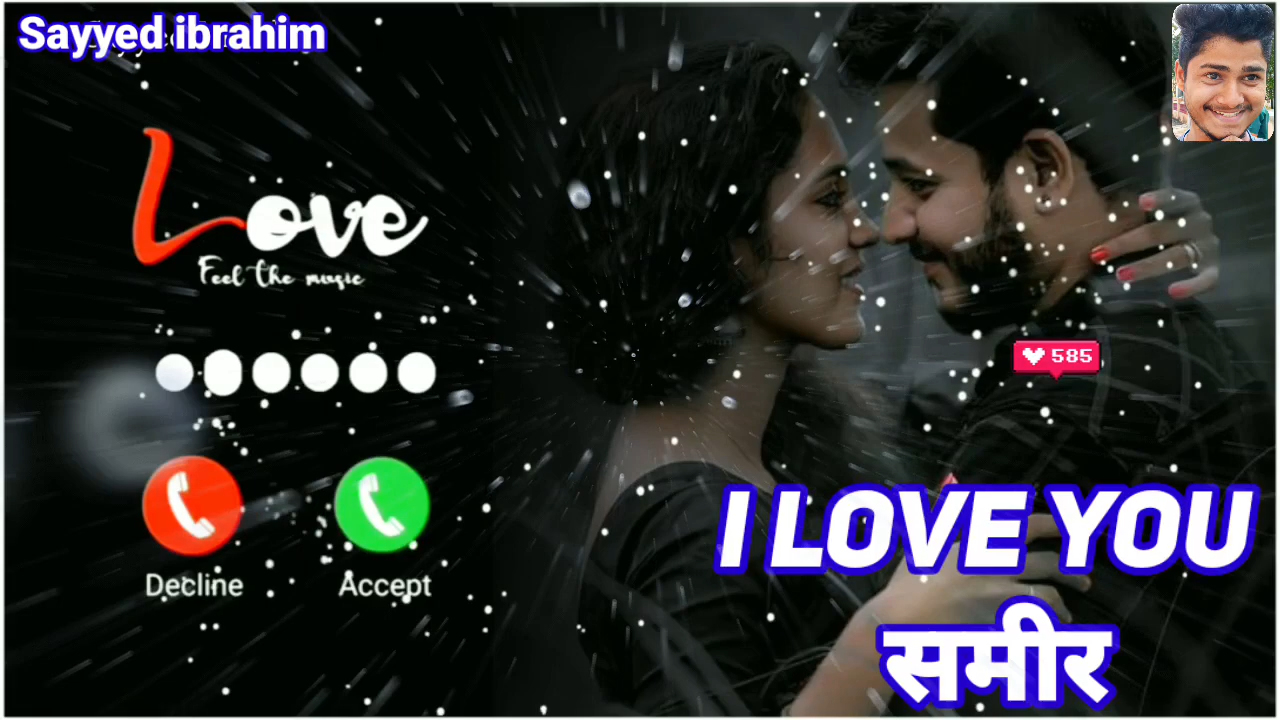 Sayyed ibrahim
Love
Feel the music
585
Decline
Accept
I LOVE YOU
समीर